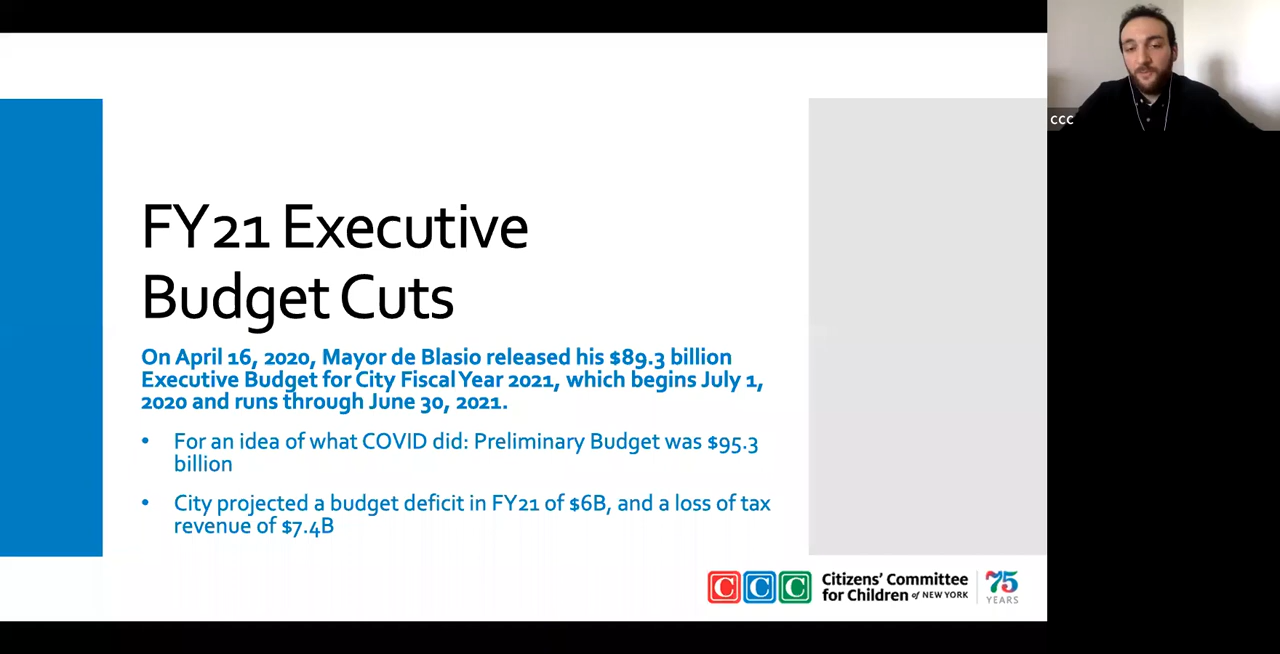 FY21 Executive
Budget Cuts
On April 16, 2020, Mayor de Blasio released his $89.3 billion
Executive Budget for City Fiscal Year 2021, which begins July 1,
2020 and runs through June 30, 2021.
• For an idea of what COVID did: Preliminary Budget was $95.3
billion
• City projected a budget deficit in FY21 of $6B, and a loss of tax
revenue of $7.4B
CCC
C C C
Citizens' Committee
for Children of NEW YORK
75
YEARS